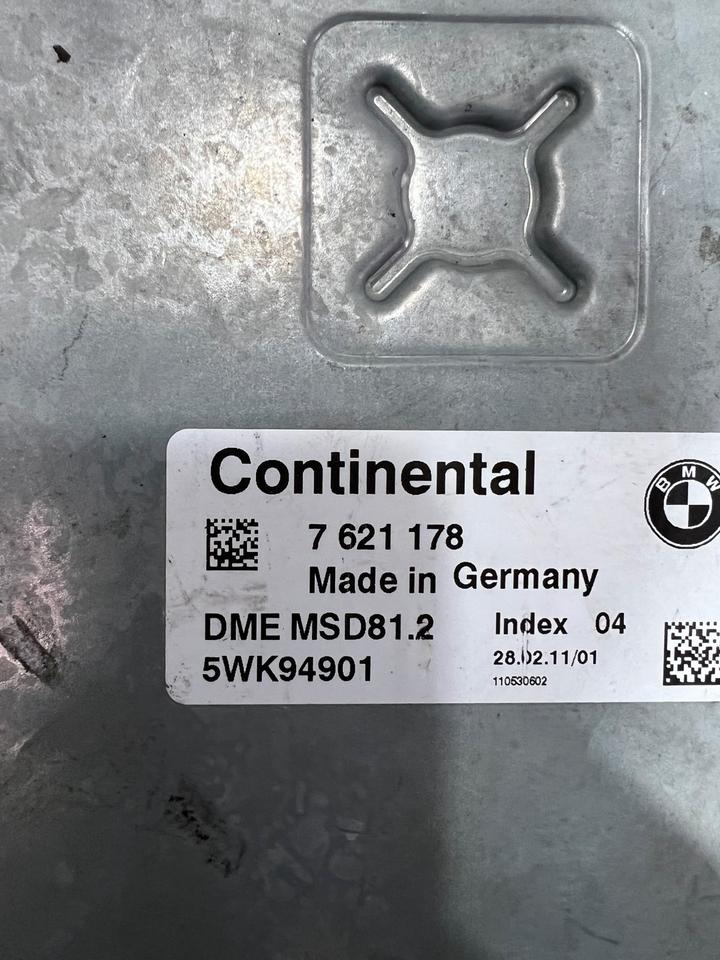 Continental
BMW
7 621 178
Made in Germany
DME MSD81.2 Index 04
5WK94901 28.02.11/01
110530602